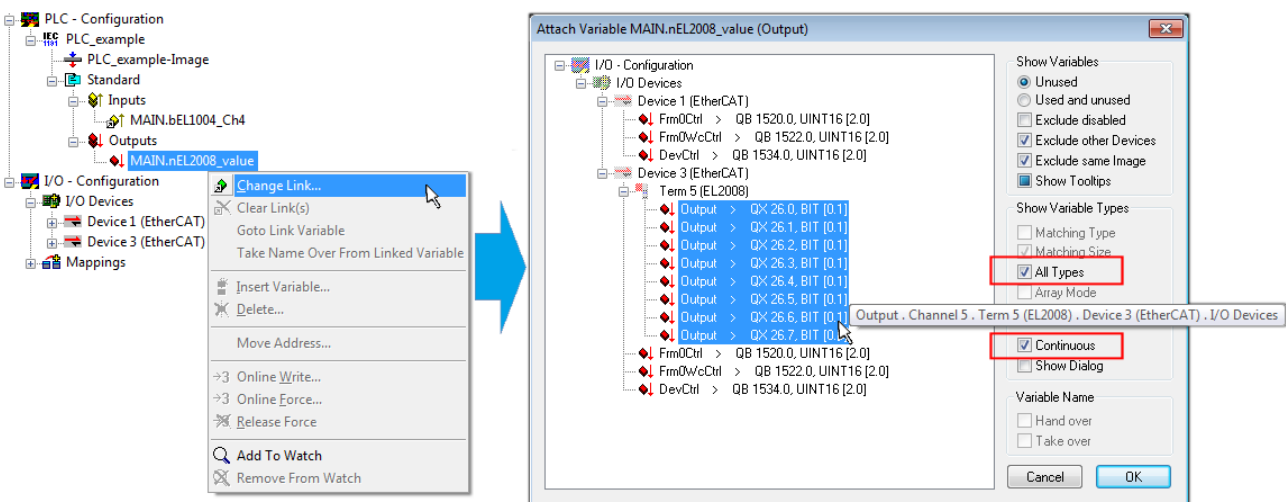 PLC - Configuration
IEC
1131
PLC_example
PLC_example-Image
Standard
Inputs
MAIN.bEL1004_Ch4
Outputs
MAIN.nEL2008_value
I/O - Configuration
I/O Devices
Device 1 (EtherCAT)
Device 3 (EtherCAT)
Mappings
Change Link...
Clear Link(s)
Goto Link Variable
Take Name Over From Linked Variable
Insert Variable...
Delete...
Move Address...
→3 Online Write...
→3 Online Force...
Release Force
Add To Watch
Remove From Watch
Attach Variable MAIN.nEL2008_value (Output)
I/O - Configuration
I/O Devices
Device 1 (EtherCAT)
Frm0Ctrl > QB 1520.0, UINT16 [2.0]
Frm0WcCtrl > QB 1522.0, UINT16 [2.0]
DevCtrl > QB 1534.0, UINT16 [2.0]
Device 3 (EtherCAT)
Term 5 (EL2008)
Output > QX 26.0, BIT [0.1]
Output > QX 26.1, BIT [0.1]
Output > QX 26.2, BIT [0.1]
Output > QX 26.3, BIT [0.1]
Output > QX 26.4, BIT [0.1]
Output > QX 26.5, BIT [0.1]
Output > QX 26.6, BIT [0.1]
Output > QX 26.7, BIT [0.1]
Frm0Ctrl > QB 1520.0, UINT16 [2.0]
Frm0WcCtrl > QB 1522.0, UINT16 [2.0]
DevCtrl > QB 1534.0, UINT16 [2.0]
Show Variables
Unused
Used and unused
Exclude disabled
Exclude other Devices
Exclude same Image
Show Tooltips
Show Variable Types
Matching Type
Matching Size
All Types
Array Mode
Output . Channel 5 . Term 5 (EL2008) . Device 3 (EtherCAT) . I/O Devices
Continuous
Show Dialog
Variable Name
Hand over
Take over
Cancel
OK